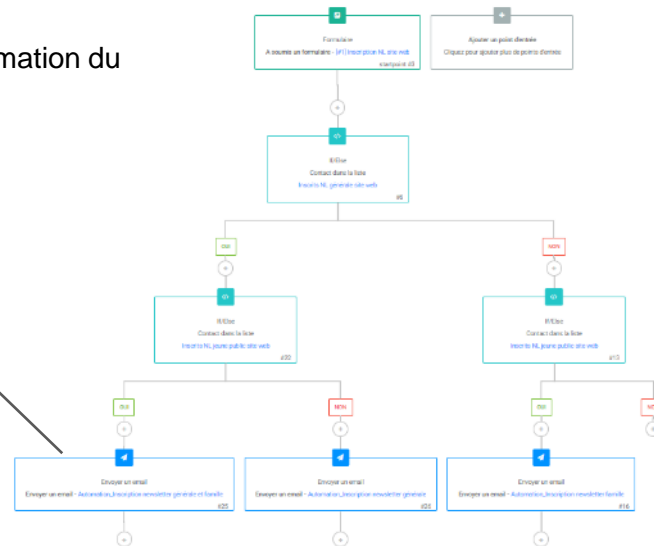 mation du
Formulaire
A soumis un formulaire - [#1] Inscription NL site web
startpoint #3
Ajouter un point d'entrée
Cliquez pour ajouter plus de points d'entrée
If/Else
Contact dans la liste
Inscrits NL générale site web
OUI
NON
If/Else
Contact dans la liste
Inscrits NL jeune public site web
If/Else
Contact dans la liste
Inscrits NL jeune public site web
OUI
NON
OUI
Envoyer un email
Envoyer un email - Automation_Inscription newsletter générale et famille
#25
Envoyer un email
Envoyer un email - Automation_Inscription newsletter générale
Envoyer un email
Envoyer un email - Automation_Inscription newsletter famille
#16